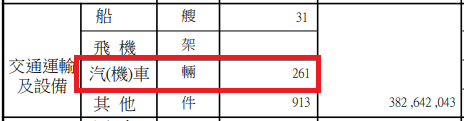 船 艘 31
飛機 架
交通運輸及設備 汽(機)車 輛 261
其他 件 913 382,642,043